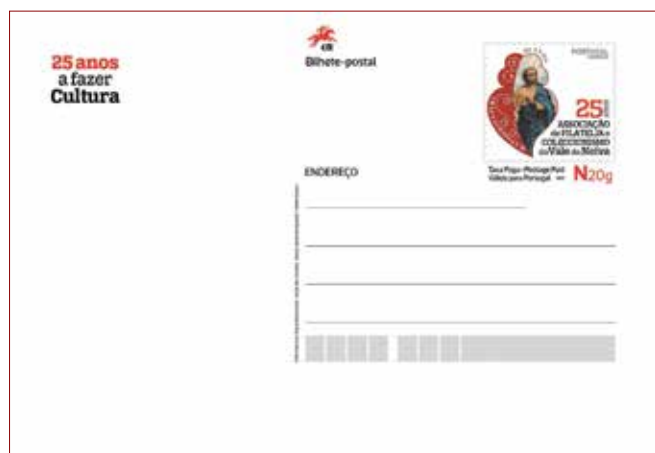 25 anos
a fazer
Cultura
ctt
Bilhete-postal
PORTUGAL
25
ANOS
ASSOCIAÇÃO
de FILATELIA e
COLECCIONISMO
do Vale do Neiva
Taxa Paga - Postage Paid
Válido para Portugal
N20g
ENDEREÇO